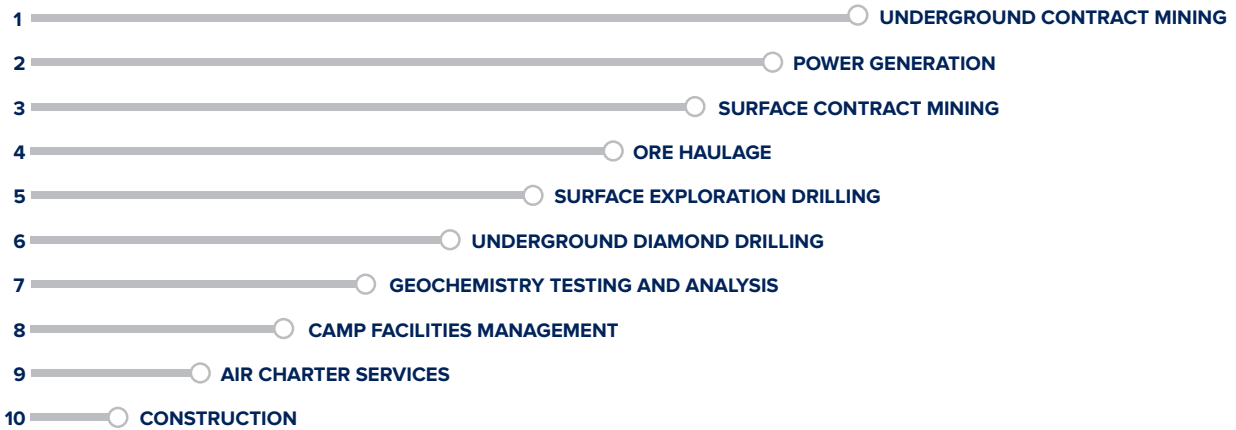 1 UNDERGROUND CONTRACT MINING
2 POWER GENERATION
3 SURFACE CONTRACT MINING
4 ORE HAULAGE
5 SURFACE EXPLORATION DRILLING
6 UNDERGROUND DIAMOND DRILLING
7 GEOCHEMISTRY TESTING AND ANALYSIS
8 CAMP FACILITIES MANAGEMENT
9 AIR CHARTER SERVICES
10 CONSTRUCTION